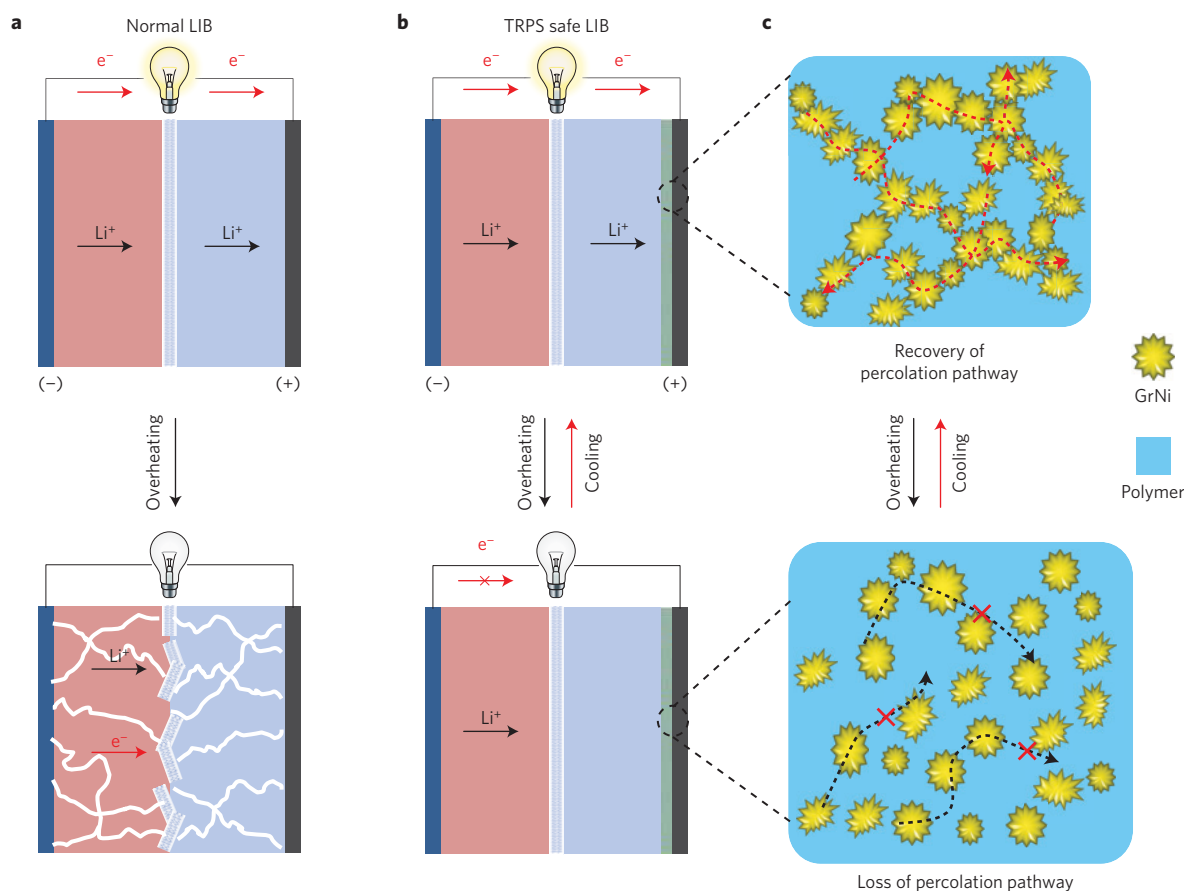 a
Normal LIB
e⁻
e⁻
Li⁺
Li⁺
(−)
(+)
Overheating
Li⁺
e⁻
b
TRPS safe LIB
e⁻
e⁻
Li⁺
Li⁺
(−)
(+)
Overheating
Cooling
e⁻
Li⁺
c
Recovery of
percolation pathway
Overheating
Cooling
Loss of percolation pathway
GrNi
Polymer